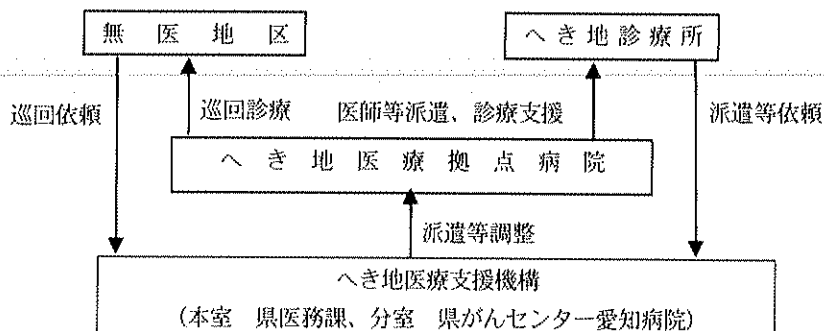 無医地区
へき地診療所
巡回依頼
巡回診療
医師等派遣、診療支援
派遣等依頼
へき地医療拠点病院
派遣等調整
へき地医療支援機構
(本室 県医務課、分室 県がんセンター愛知病院)